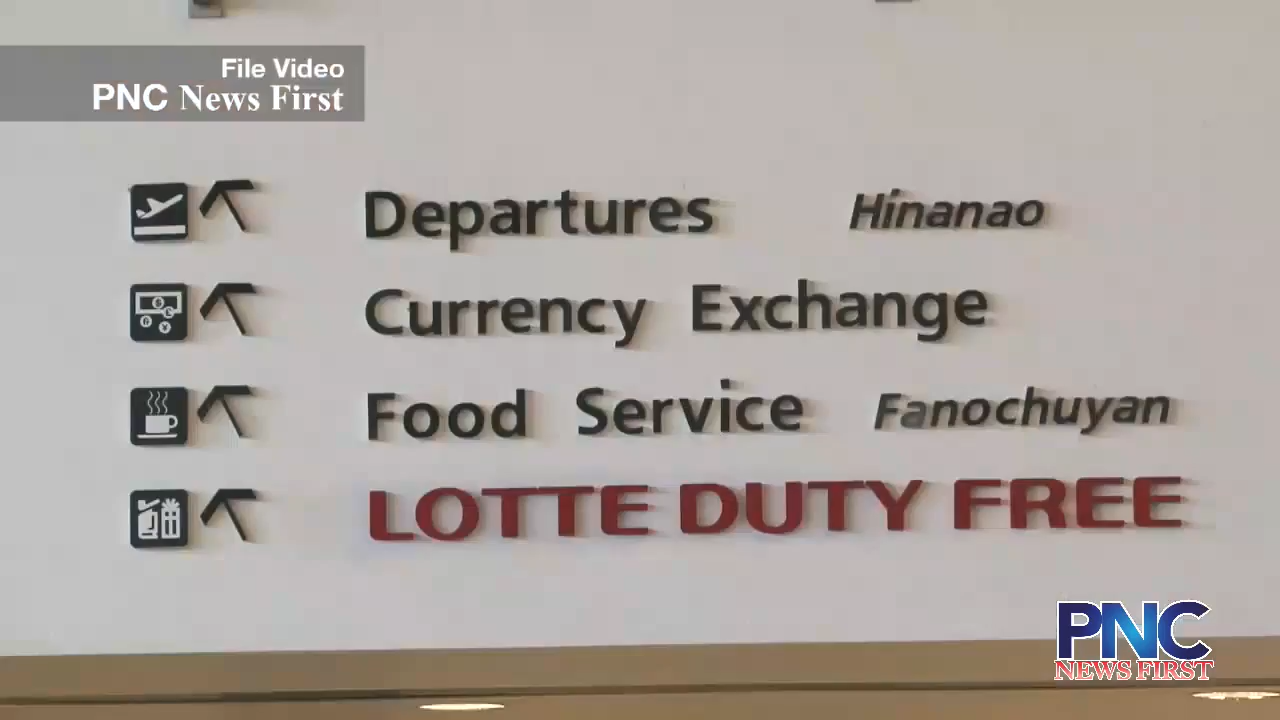 File Video
PNC News First
Departures Hinanao
Currency Exchange
Food Service Fanochuyan
LOTTE DUTY FREE
PNC
NEWS FIRST